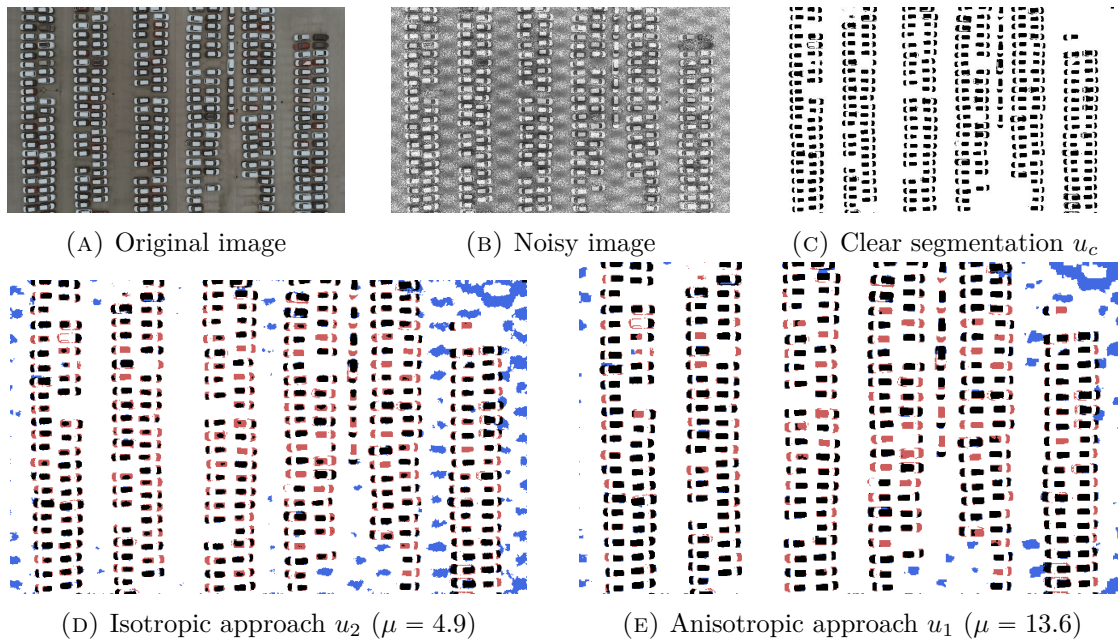 (A) Original image
(B) Noisy image
(C) Clear segmentation u_c
(D) Isotropic approach u_2 (μ = 4.9)
(E) Anisotropic approach u_1 (μ = 13.6)